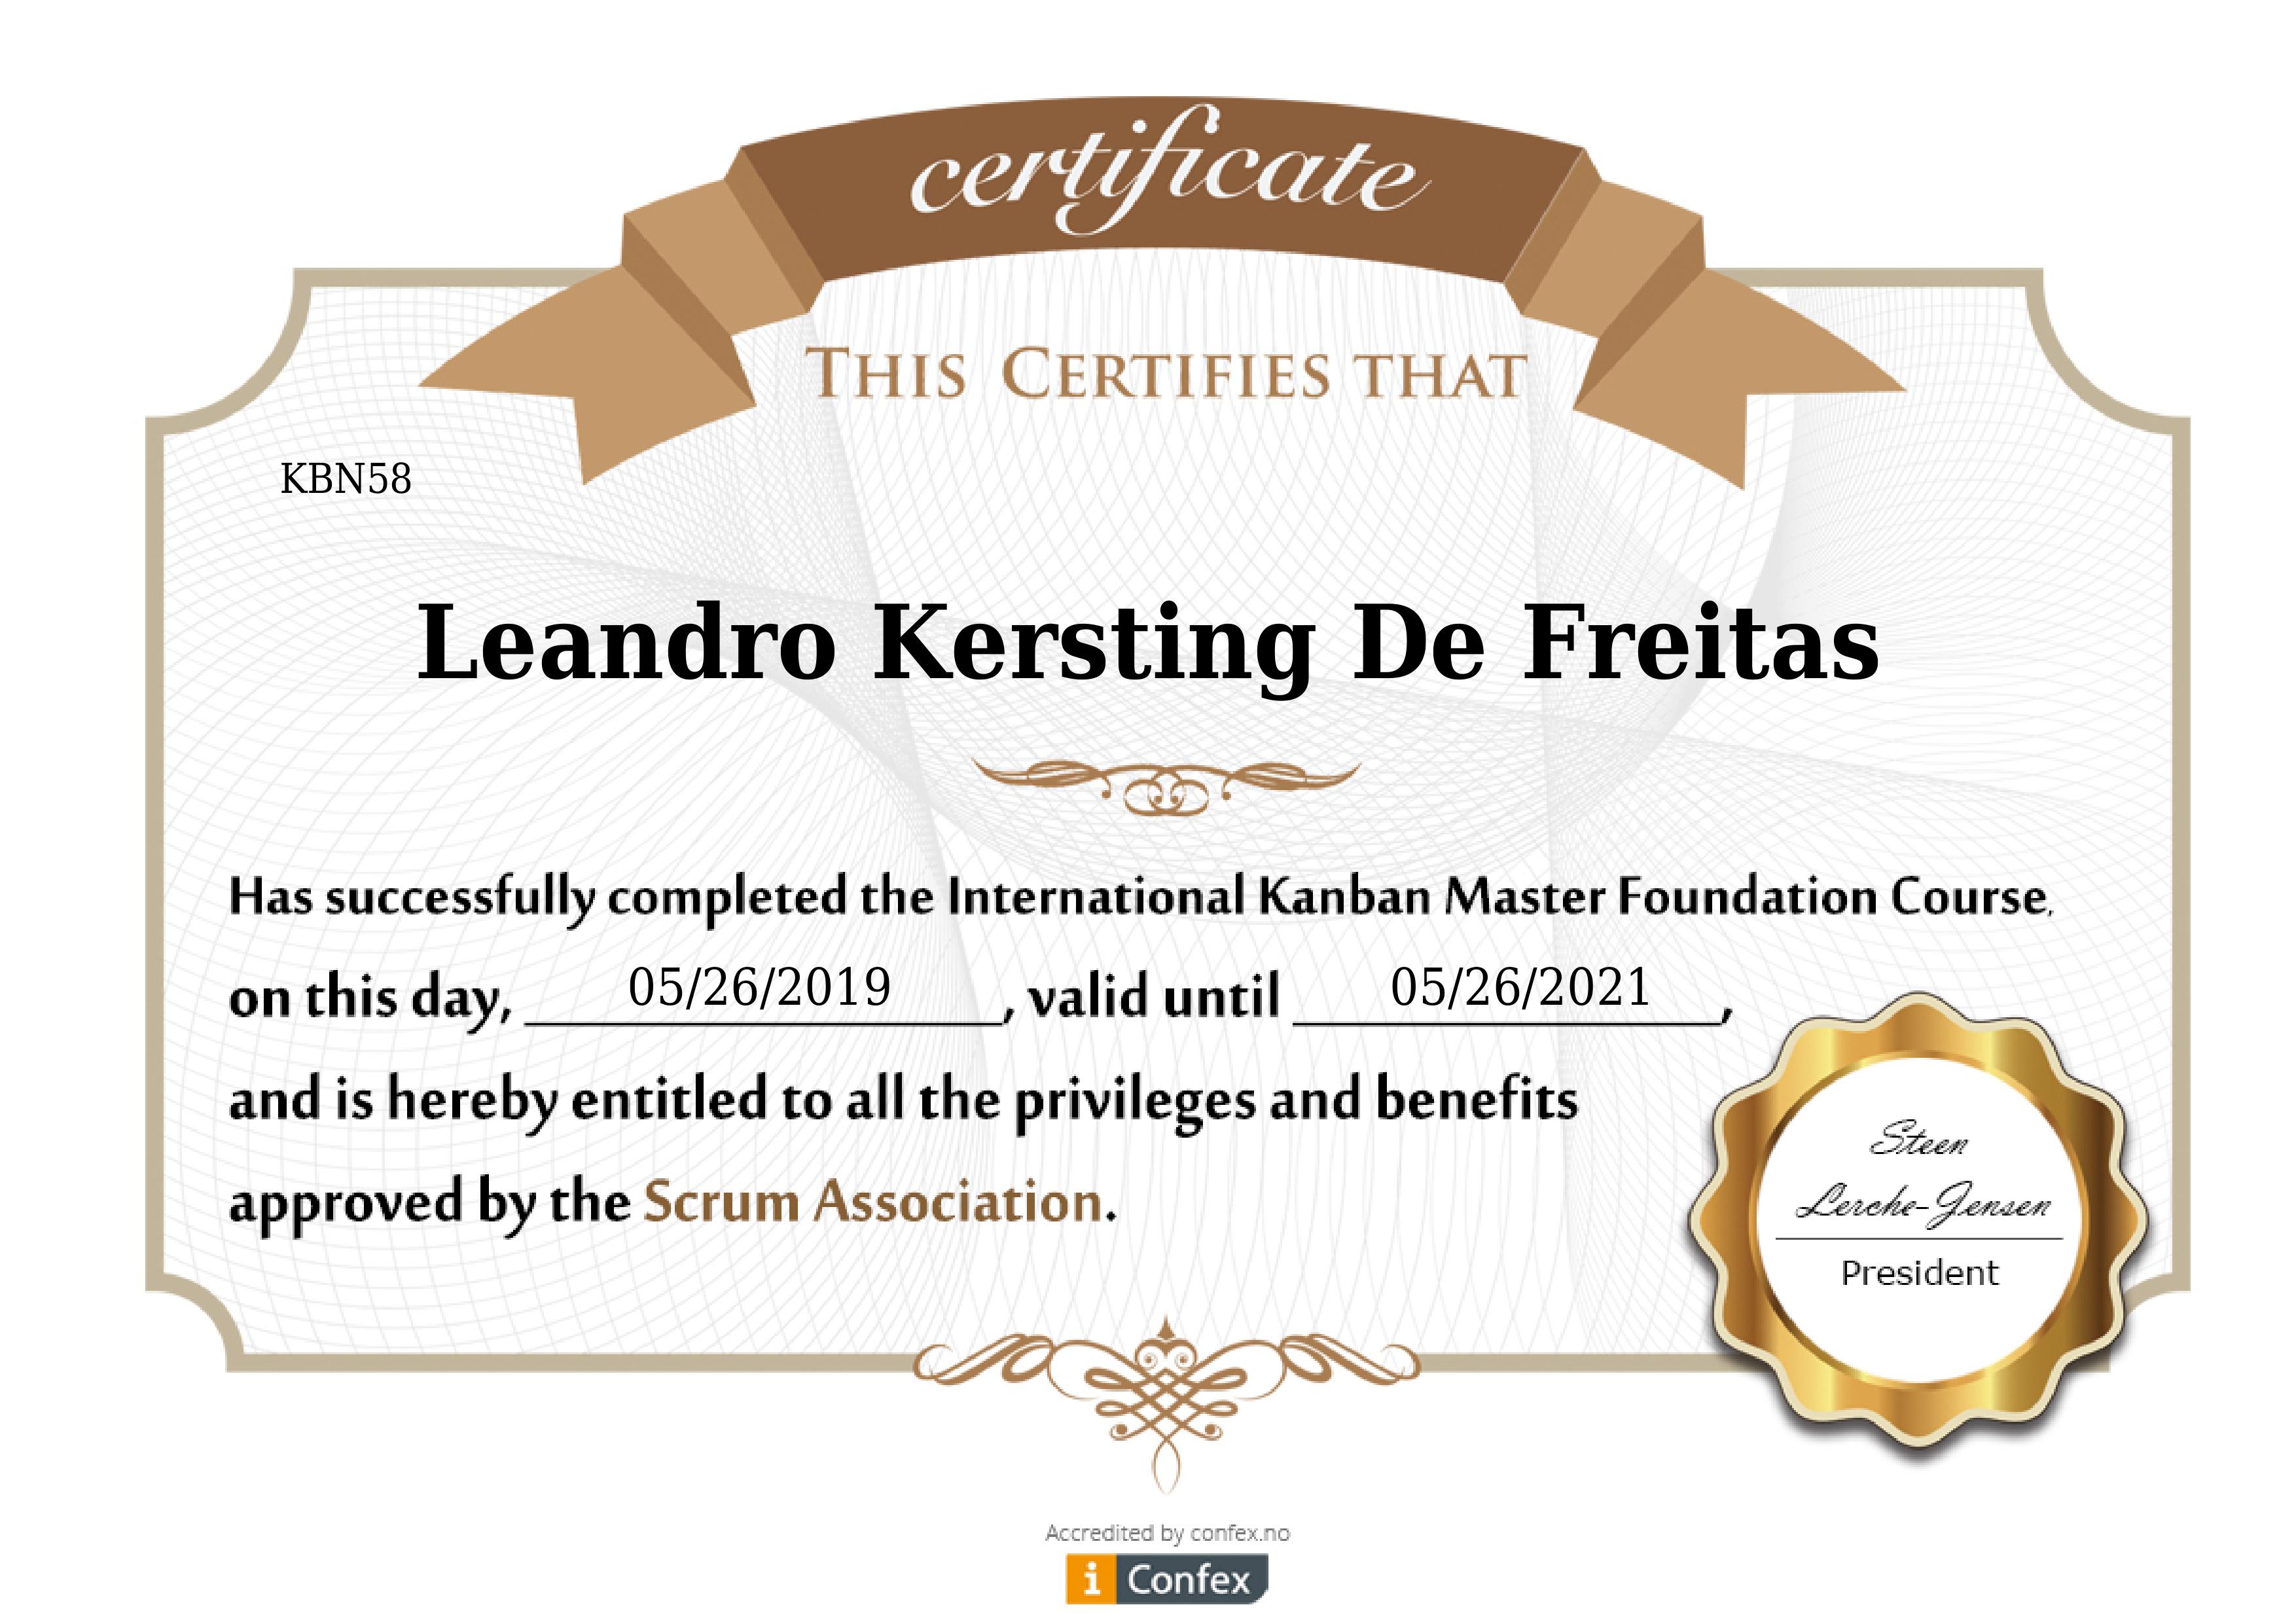 certificate
THIS CERTIFIES THAT
KBN58
Leandro Kersting De Freitas
Has successfully completed the International Kanban Master Foundation Course,
on this day, 05/26/2019, valid until 05/26/2021,
and is hereby entitled to all the privileges and benefits
approved by the Scrum Association.
Steen
Lerche-Jensen
President
Accredited by confex.no
i Confex